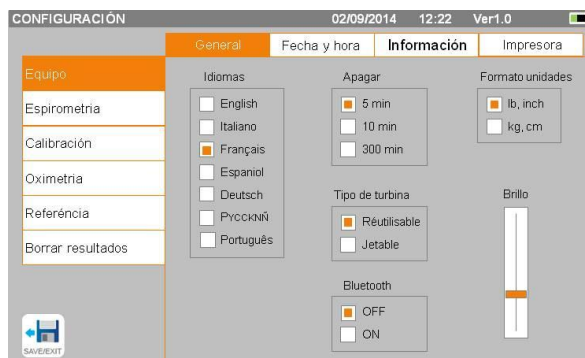 CONFIGURACIÓN 02/09/2014 12:22 Ver1.0
General Fecha y hora Información Impresora
Equipo
Espirometria
Calibración
Oximetria
Referéncia
Borrar resultados
SAVE/EXIT
Idiomas
English
Italiano
Français
Espaniol
Deutsch
РУССКNЙ
Português
Apagar
5 min
10 min
300 min
Tipo de turbina
Réutilisable
Jetable
Bluetooth
OFF
ON
Formato unidades
lb, inch
kg, cm
Brillo